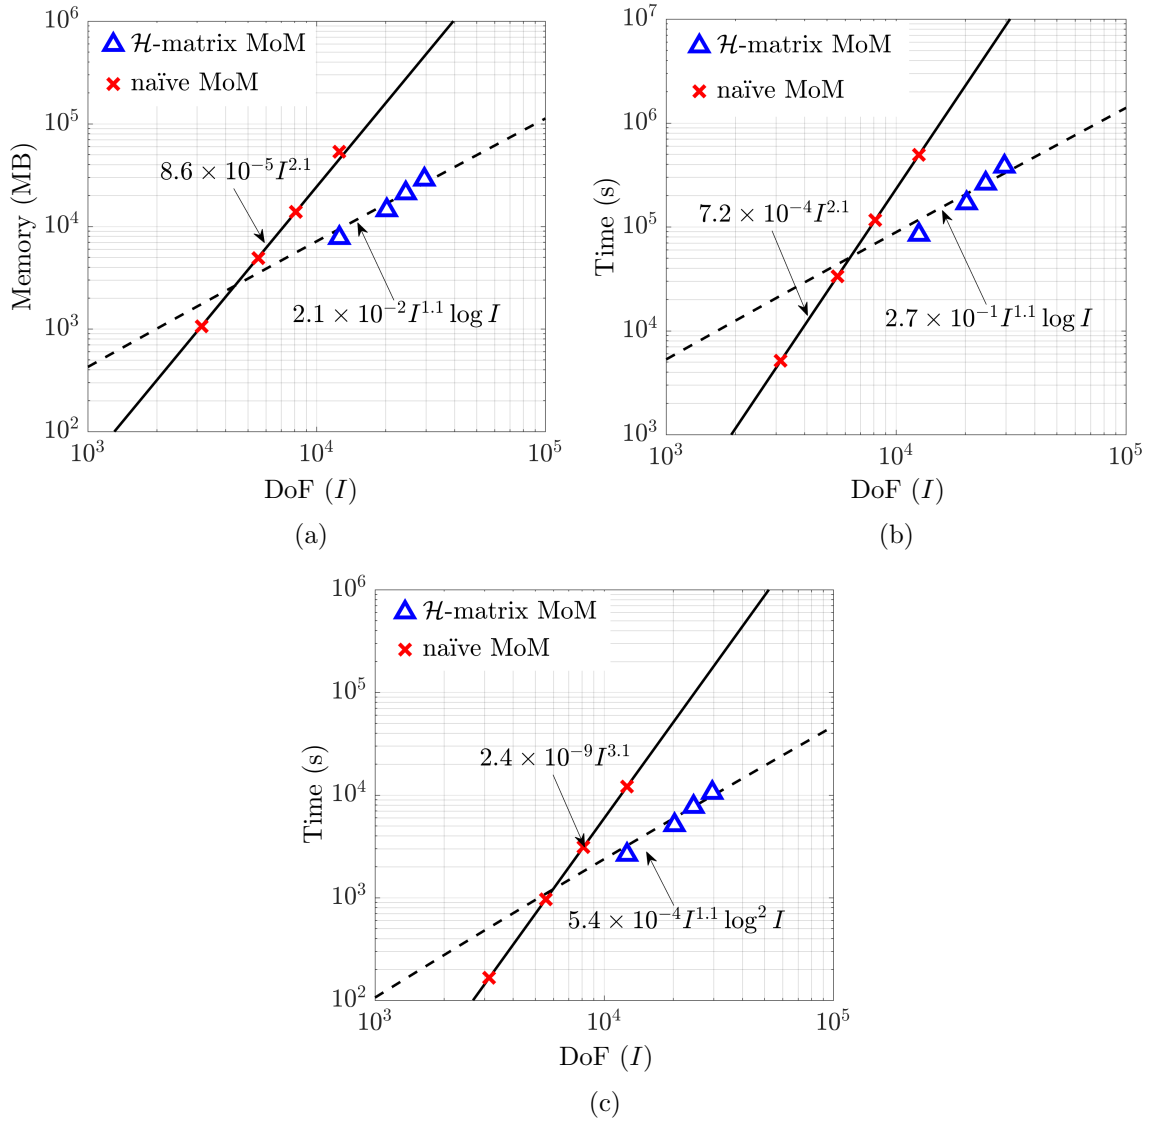 10^6
10^5
10^4
10^3
10^2
Memory (MB)
ℋ-matrix MoM
naïve MoM
8.6 × 10^{-5}I^{2.1}
2.1 × 10^{-2}I^{1.1} log I
10^3 10^4 10^5
DoF (I)
(a)
10^7
10^6
10^5
10^4
10^3
Time (s)
ℋ-matrix MoM
naïve MoM
7.2 × 10^{-4}I^{2.1}
2.7 × 10^{-1}I^{1.1} log I
10^3 10^4 10^5
DoF (I)
(b)
10^6
10^5
10^4
10^3
10^2
Time (s)
ℋ-matrix MoM
naïve MoM
2.4 × 10^{-9}I^{3.1}
5.4 × 10^{-4}I^{1.1} log^2 I
10^3 10^4 10^5
DoF (I)
(c)